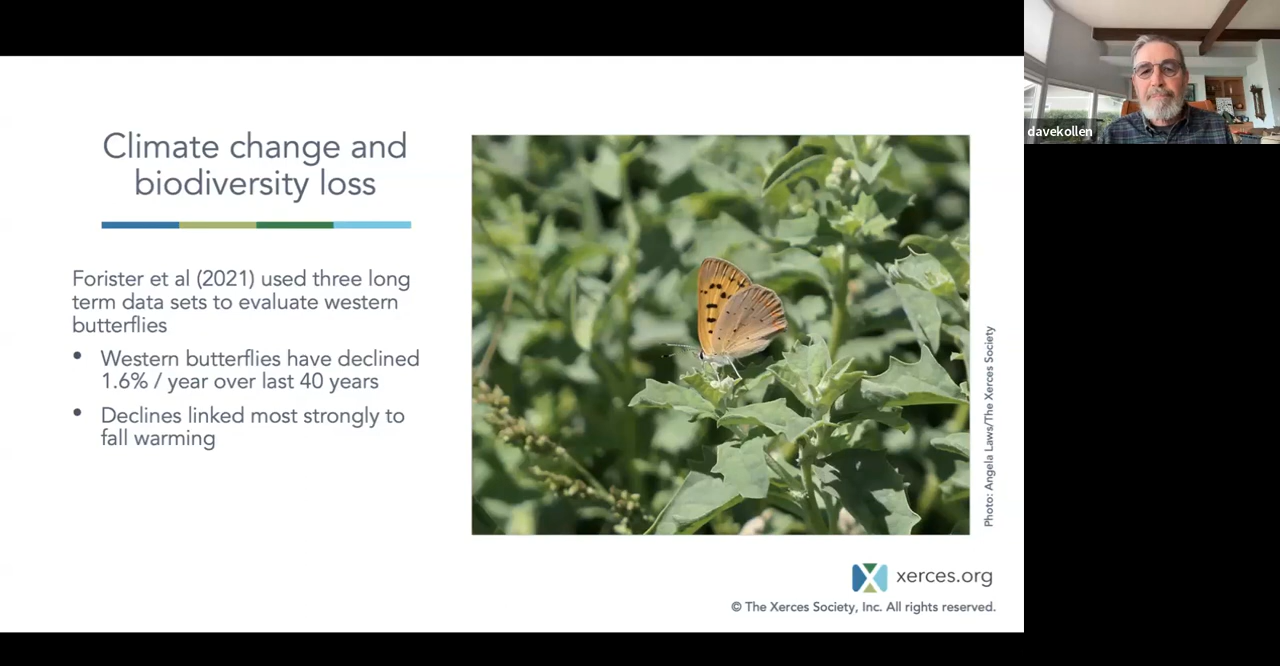 Climate change and
biodiversity loss
Forister et al (2021) used three long
term data sets to evaluate western
butterflies
• Western butterflies have declined
1.6% / year over last 40 years
• Declines linked most strongly to
fall warming
Photo: Angela Laws/The Xerces Society
xerces.org
© The Xerces Society, Inc. All rights reserved.
davekollen